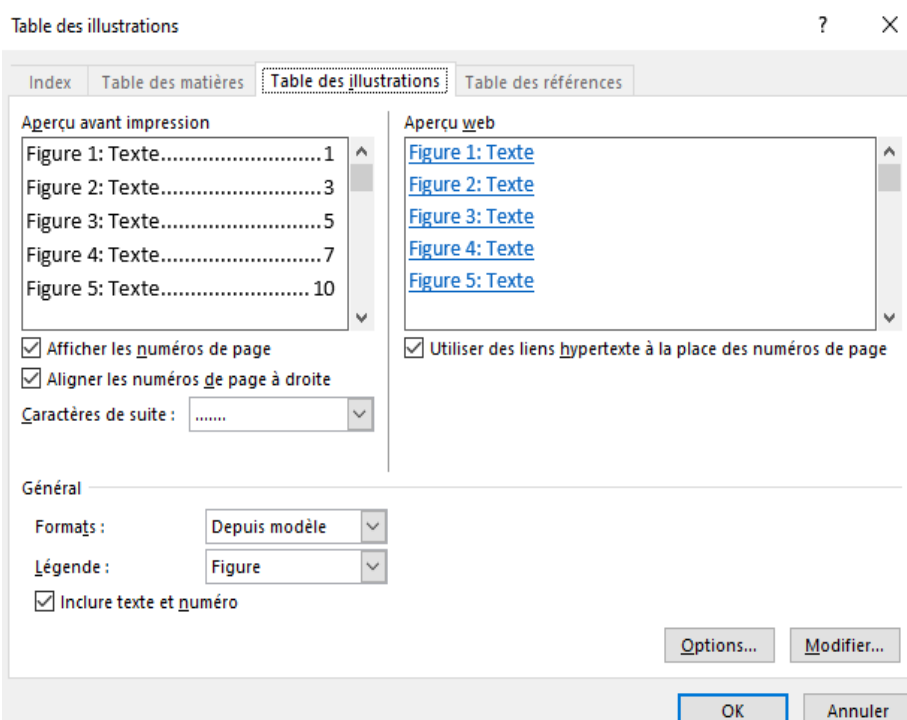 Table des illustrations ? ×
Index Table des matières Table des illustrations Table des références
Aperçu avant impression
Figure 1: Texte............................1
Figure 2: Texte............................3
Figure 3: Texte............................5
Figure 4: Texte............................7
Figure 5: Texte.......................... 10
Afficher les numéros de page
Aligner les numéros de page à droite
Caractères de suite : .......
Aperçu web
Figure 1: Texte
Figure 2: Texte
Figure 3: Texte
Figure 4: Texte
Figure 5: Texte
Utiliser des liens hypertexte à la place des numéros de page
Général
Formats : Depuis modèle
Légende : Figure
Inclure texte et numéro
Options... Modifier...
OK Annuler